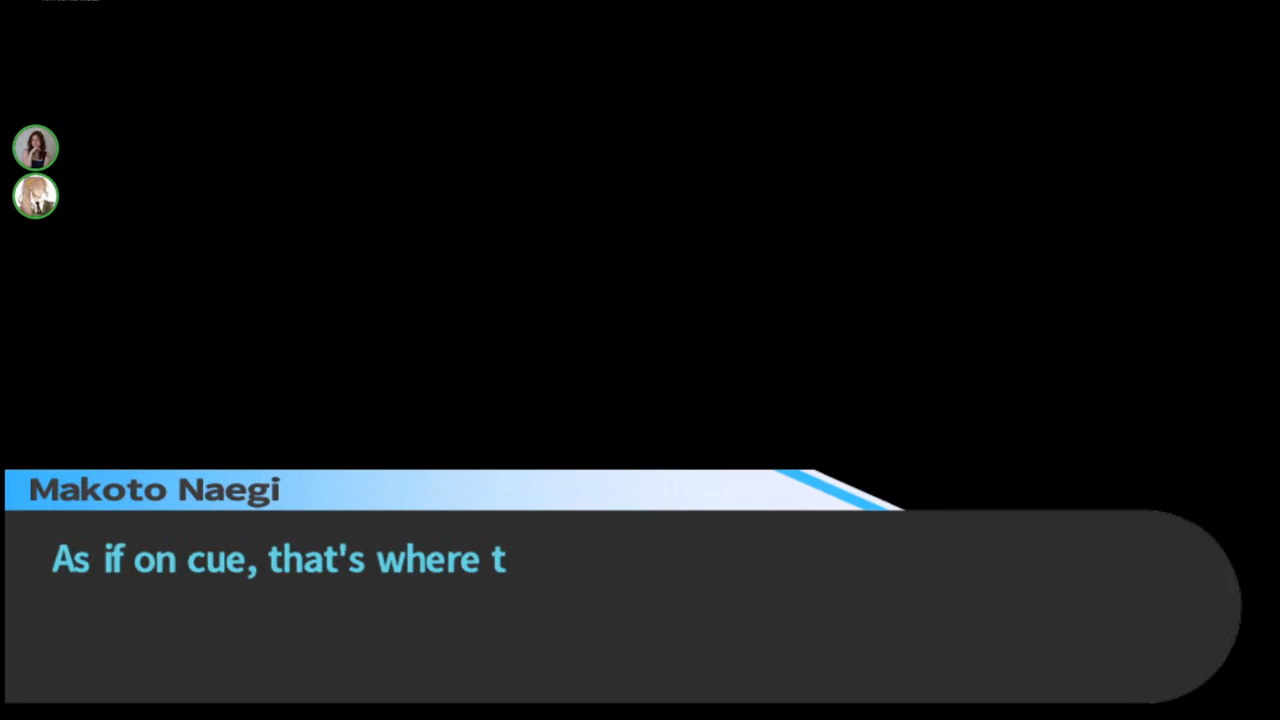 Makoto Naegi
As if on cue, that's where t